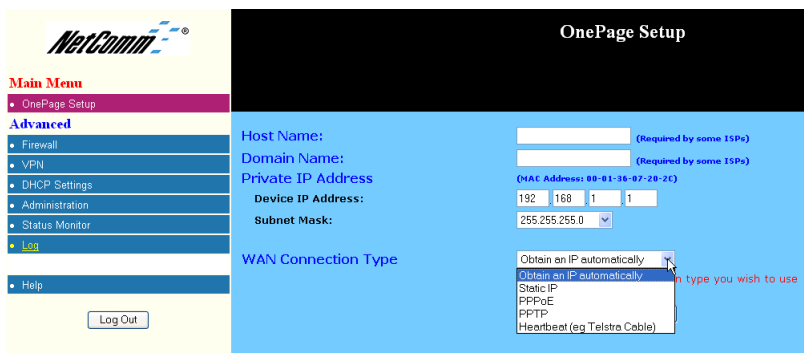 NetComm®
OnePage Setup
Main Menu
OnePage Setup
Advanced
Firewall
VPN
DHCP Settings
Administration
Status Monitor
Log
Help
Log Out
Host Name: (Required by some ISPs)
Domain Name: (Required by some ISPs)
Private IP Address (MAC Address: 00-01-36-07-20-2C)
Device IP Address: 192 . 168 . 1 . 1
Subnet Mask: 255.255.255.0
WAN Connection Type Obtain an IP automatically
Obtain an IP automatically
Static IP
PPPoE
PPTP
Heartbeat (eg Telstra Cable)
n type you wish to use